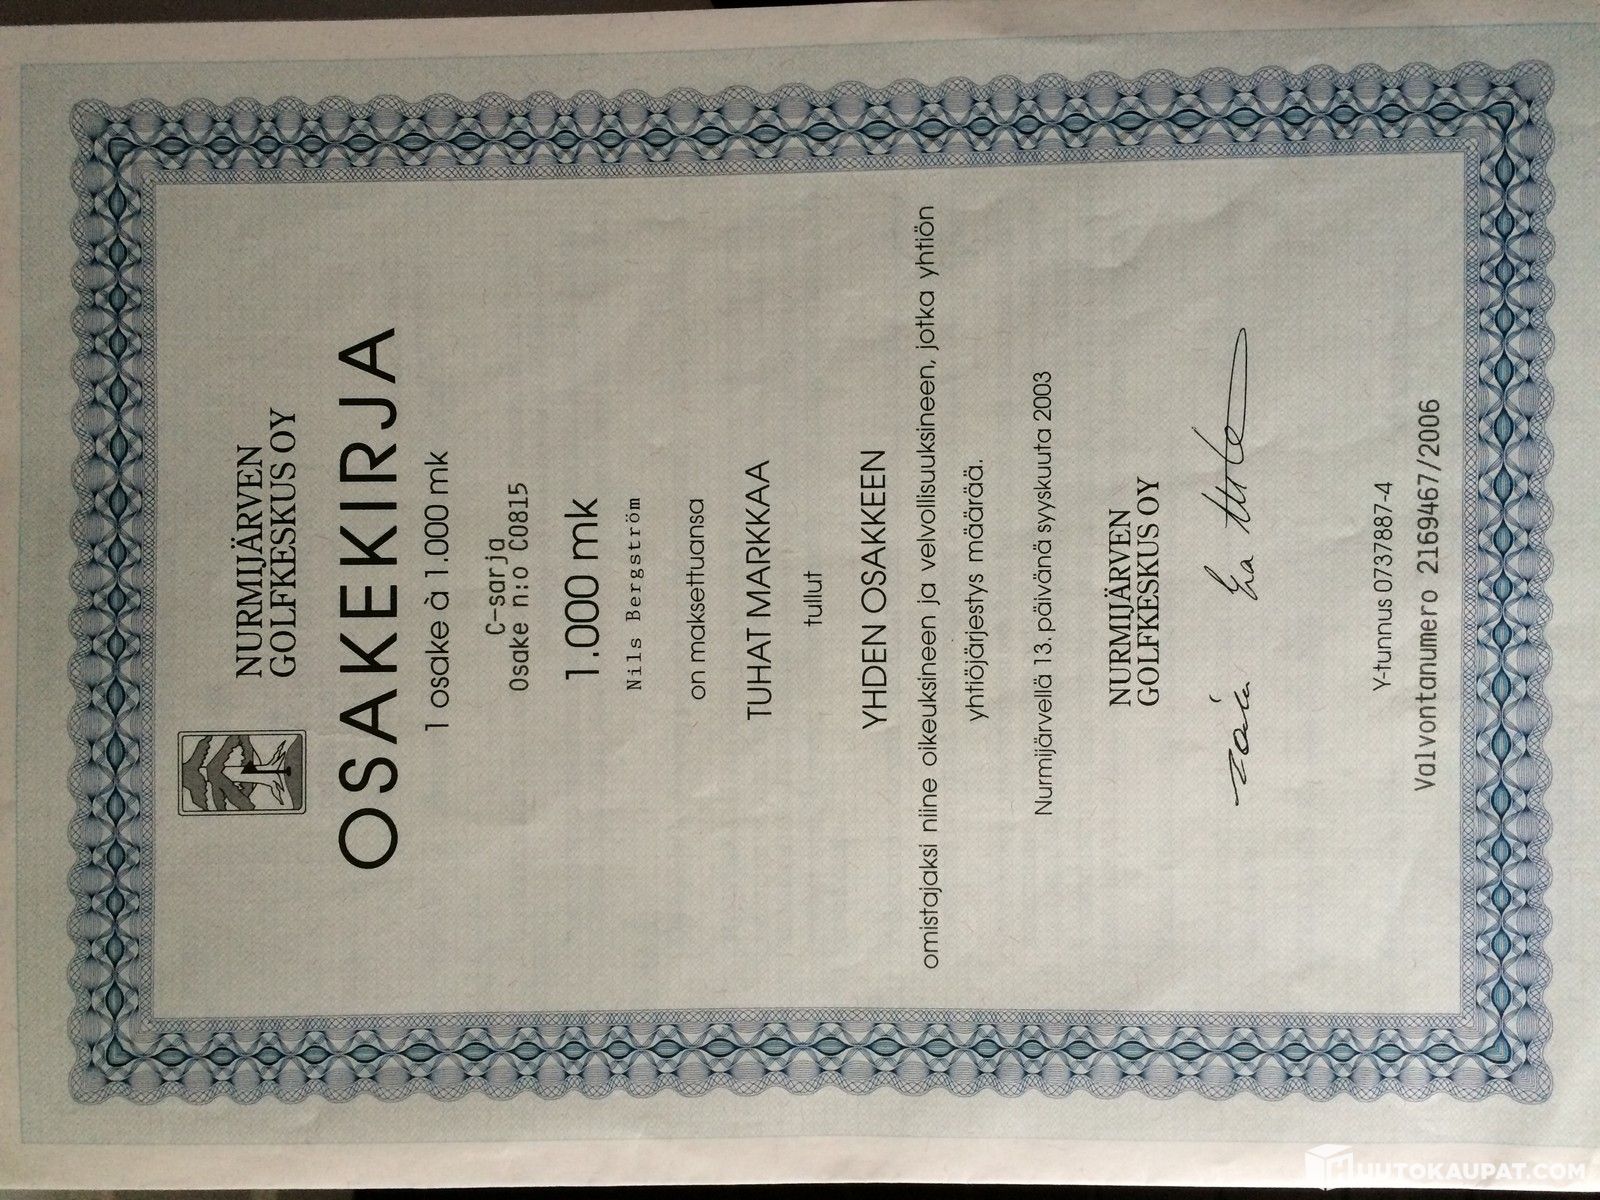 NURMIJÄRVEN
GOLFKESKUS OY
OSAKEKIRJA
1 osake à 1.000 mk
C-sarja
Osake n:o C0815
1.000 mk
Nils Bergström
on maksettuansa
TUHAT MARKKAA
tullut
YHDEN OSAKKEEN
omistajaksi niine oikeuksineen ja velvollisuuksineen, jotka yhtiön
yhtiöjärjestys määrää.
Nurmijärvellä 13. päivänä syyskuuta 2003
NURMIJÄRVEN
GOLFKESKUS OY
Y-tunnus 0737887-4
Valvontanumero 2169467/2006
HUUTOKAUPAT.COM